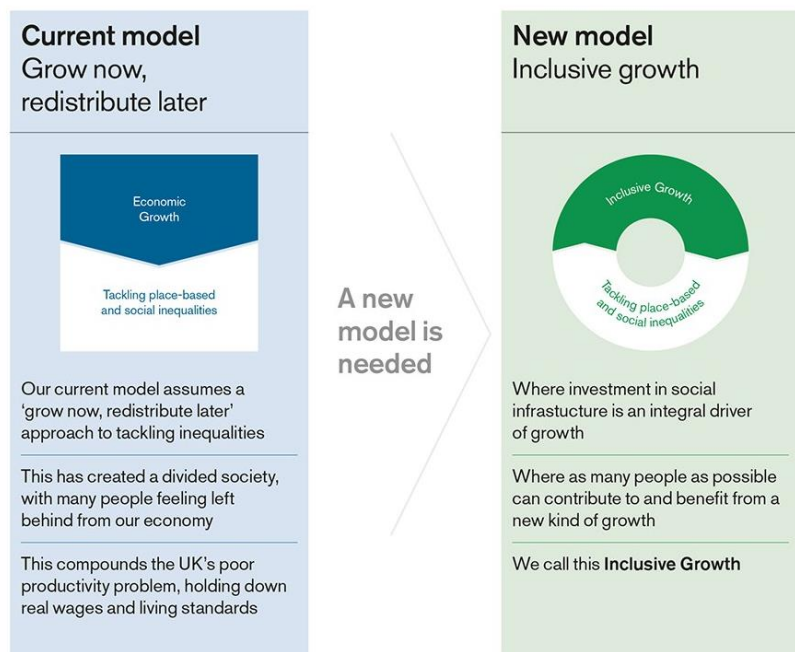 Current model
Grow now,
redistribute later
Economic
Growth
Tackling place-based
and social inequalities
Our current model assumes a
‘grow now, redistribute later’
approach to tackling inequalities
This has created a divided society,
with many people feeling left
behind from our economy
This compounds the UK’s poor
productivity problem, holding down
real wages and living standards
A new
model is
needed
New model
Inclusive growth
Inclusive Growth
Tackling place-based
and social inequalities
Where investment in social
infrastucture is an integral driver
of growth
Where as many people as possible
can contribute to and benefit from a
new kind of growth
We call this Inclusive Growth